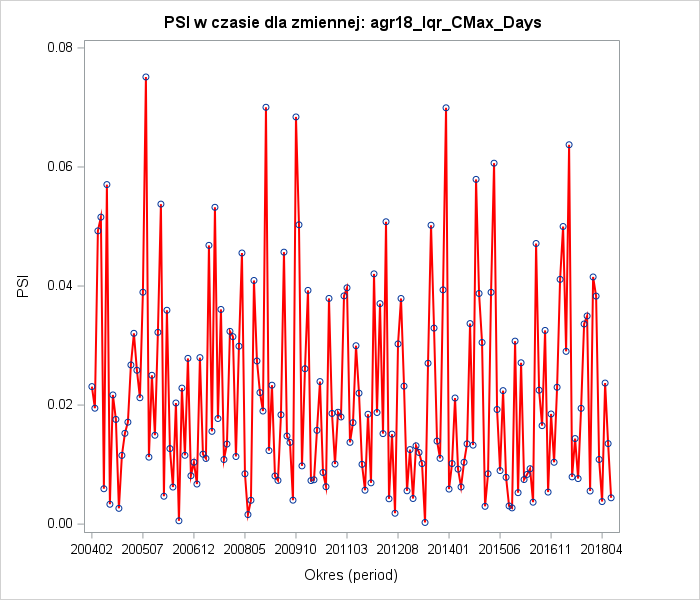 PSI w czasie dla zmiennej: agr18_Iqr_CMax_Days
0.08
0.06
0.04
0.02
0.00
PSI
200402 200507 200612 200805 200910 201103 201208 201401 201506 201611 201804
Okres (period)